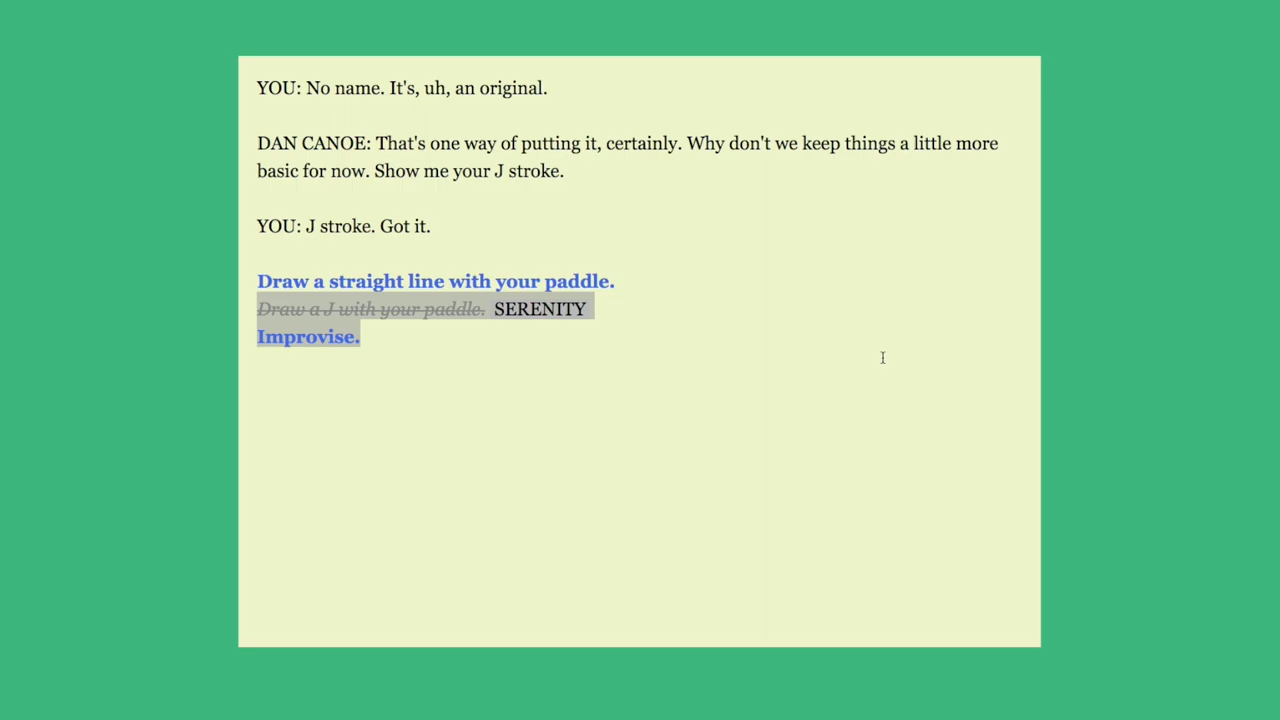 YOU: No name. It's, uh, an original.
DAN CANOE: That's one way of putting it, certainly. Why don't we keep things a little more
basic for now. Show me your J stroke.
YOU: J stroke. Got it.
Draw a straight line with your paddle.
Draw a J with your paddle. SERENITY
Improvise.